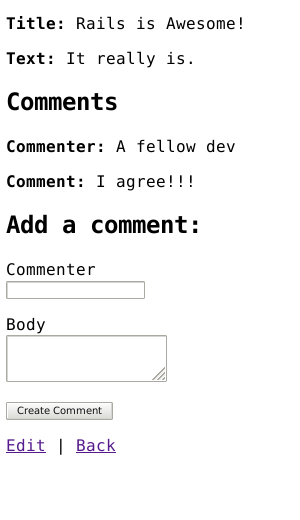 Title: Rails is Awesome!
Text: It really is.
Comments
Commenter: A fellow dev
Comment: I agree!!!
Add a comment:
Commenter
Body
Create Comment
Edit | Back